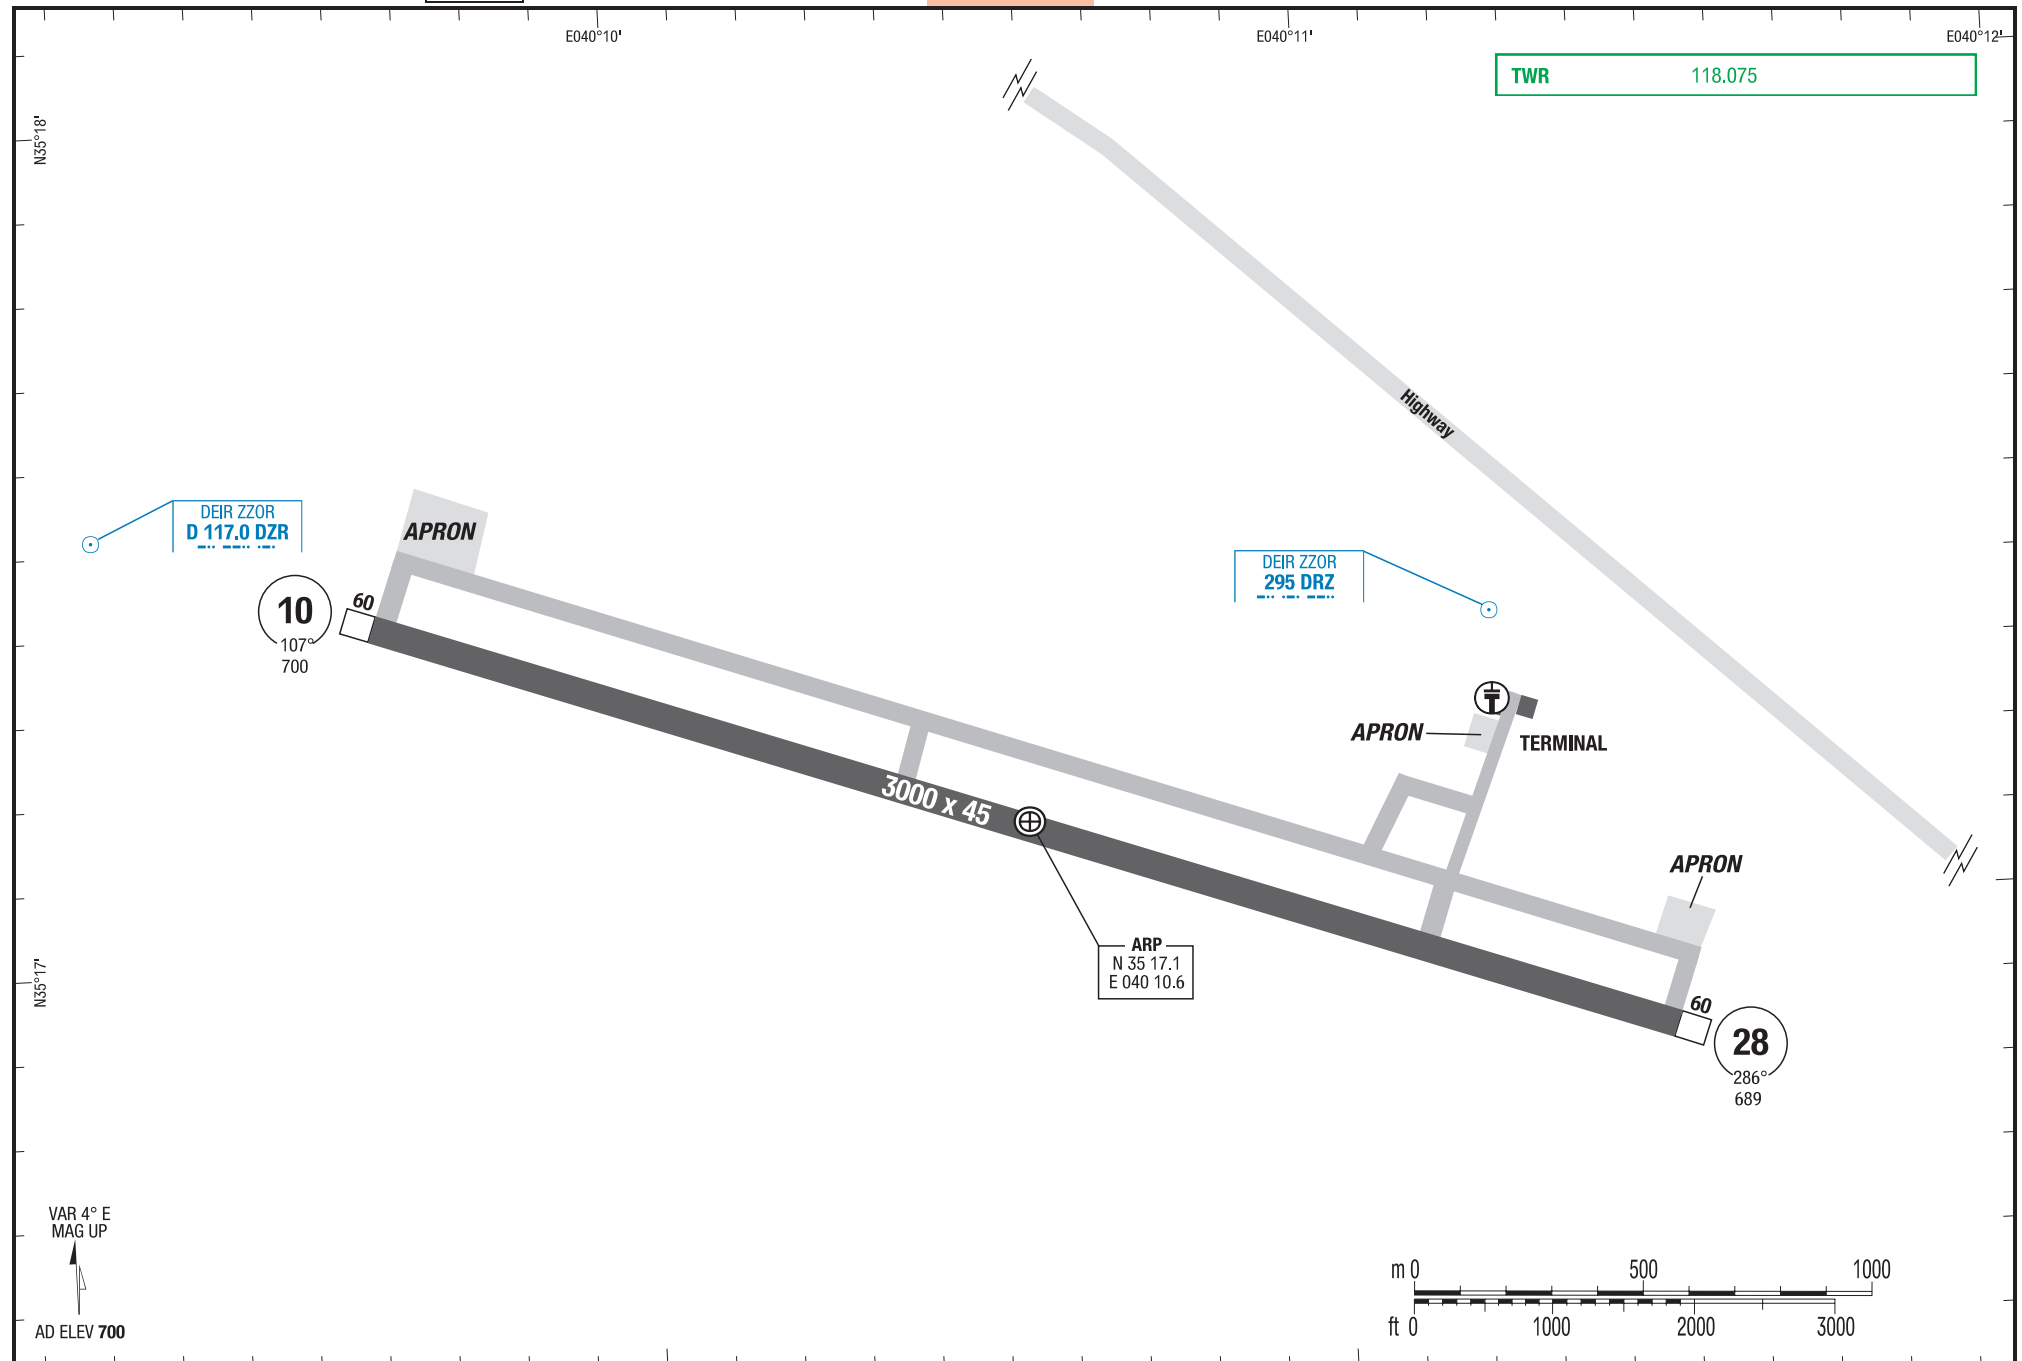 E040°10'
E040°11'
E040°12'
TWR 118.075
N35°18'
Highway
DEIR ZZOR
D 117.0 DZR
APRON
DEIR ZZOR
295 DRZ
60
10
107°
700
APRON
TERMINAL
3000 x 45
APRON
ARP
N 35 17.1
E 040 10.6
N35°17'
60
28
286°
689
VAR 4° E
MAG UP
AD ELEV 700
m 0 500 1000
ft 0 1000 2000 3000